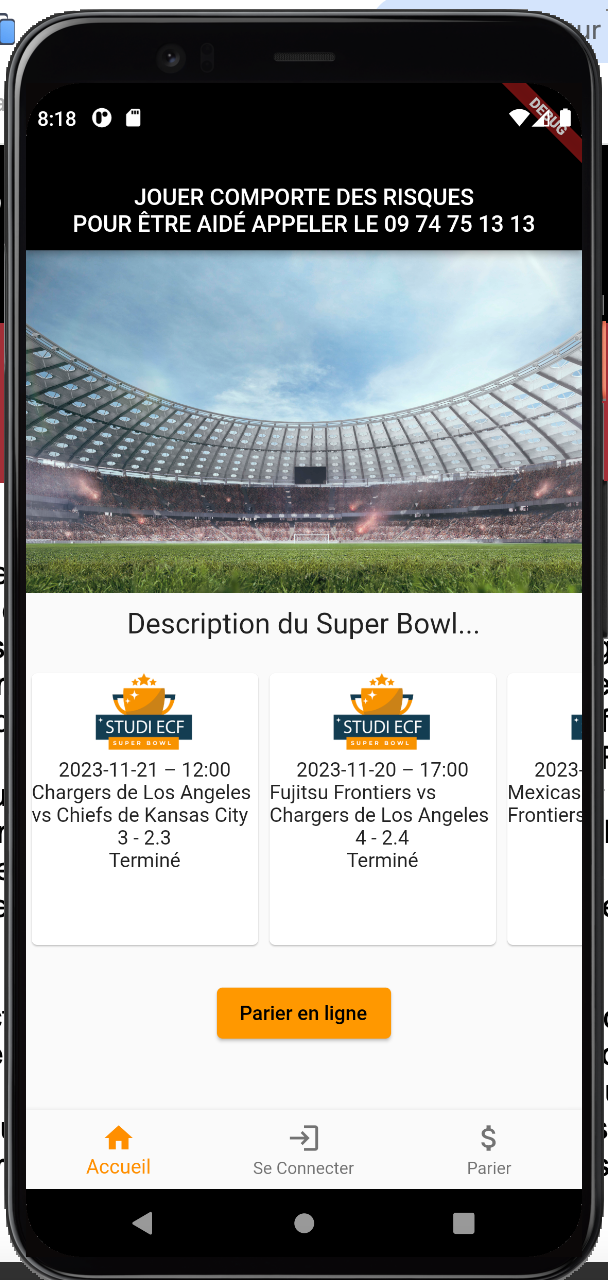 ur
8:18
DEBUG
JOUER COMPORTE DES RISQUES
POUR ÊTRE AIDÉ APPELER LE 09 74 75 13 13
Description du Super Bowl...
STUDI ECF
SUPER BOWL
2023-11-21 – 12:00
Chargers de Los Angeles
vs Chiefs de Kansas City
3 - 2.3
Terminé
STUDI ECF
SUPER BOWL
2023-11-20 – 17:00
Fujitsu Frontiers vs
Chargers de Los Angeles
4 - 2.4
Terminé
2023-
Mexicas
Frontiers
Parier en ligne
Accueil
Se Connecter
Parier